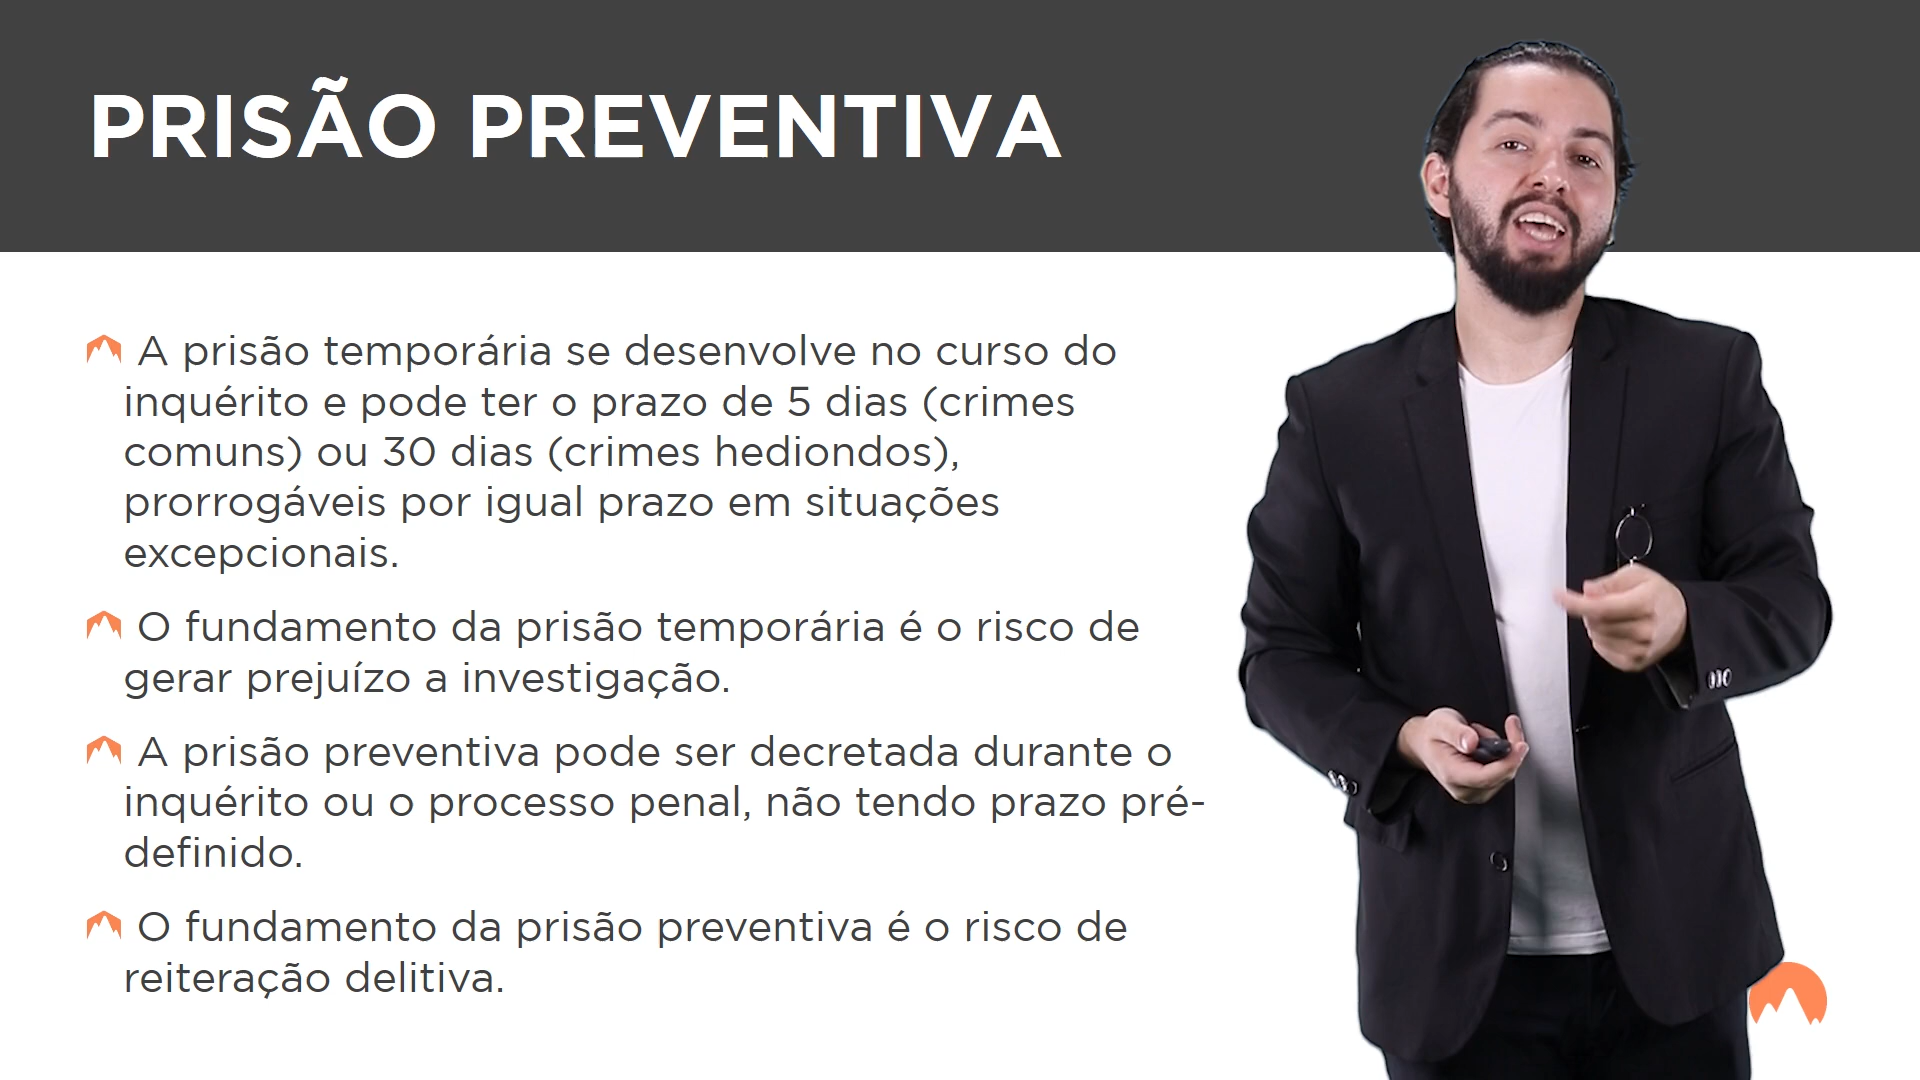 PRISÃO PREVENTIVA
A prisão temporária se desenvolve no curso do
inquérito e pode ter o prazo de 5 dias (crimes
comuns) ou 30 dias (crimes hediondos),
prorrogáveis por igual prazo em situações
excepcionais.
O fundamento da prisão temporária é o risco de
gerar prejuízo a investigação.
A prisão preventiva pode ser decretada durante o
inquérito ou o processo penal, não tendo prazo pré-
definido.
O fundamento da prisão preventiva é o risco de
reiteração delitiva.